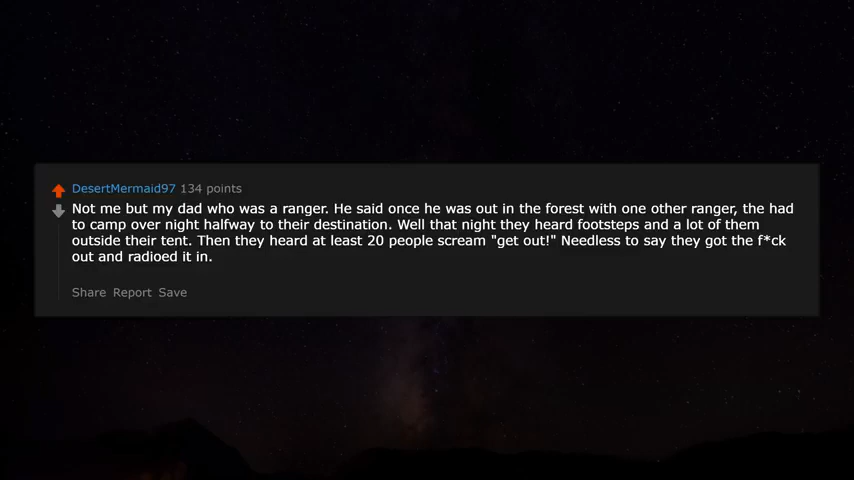 DesertMermaid97 134 points
Not me but my dad who was a ranger. He said once he was out in the forest with one other ranger, the had
to camp over night halfway to their destination. Well that night they heard footsteps and a lot of them
outside their tent. Then they heard at least 20 people scream "get out!" Needless to say they got the f*ck
out and radioed it in.
Share Report Save